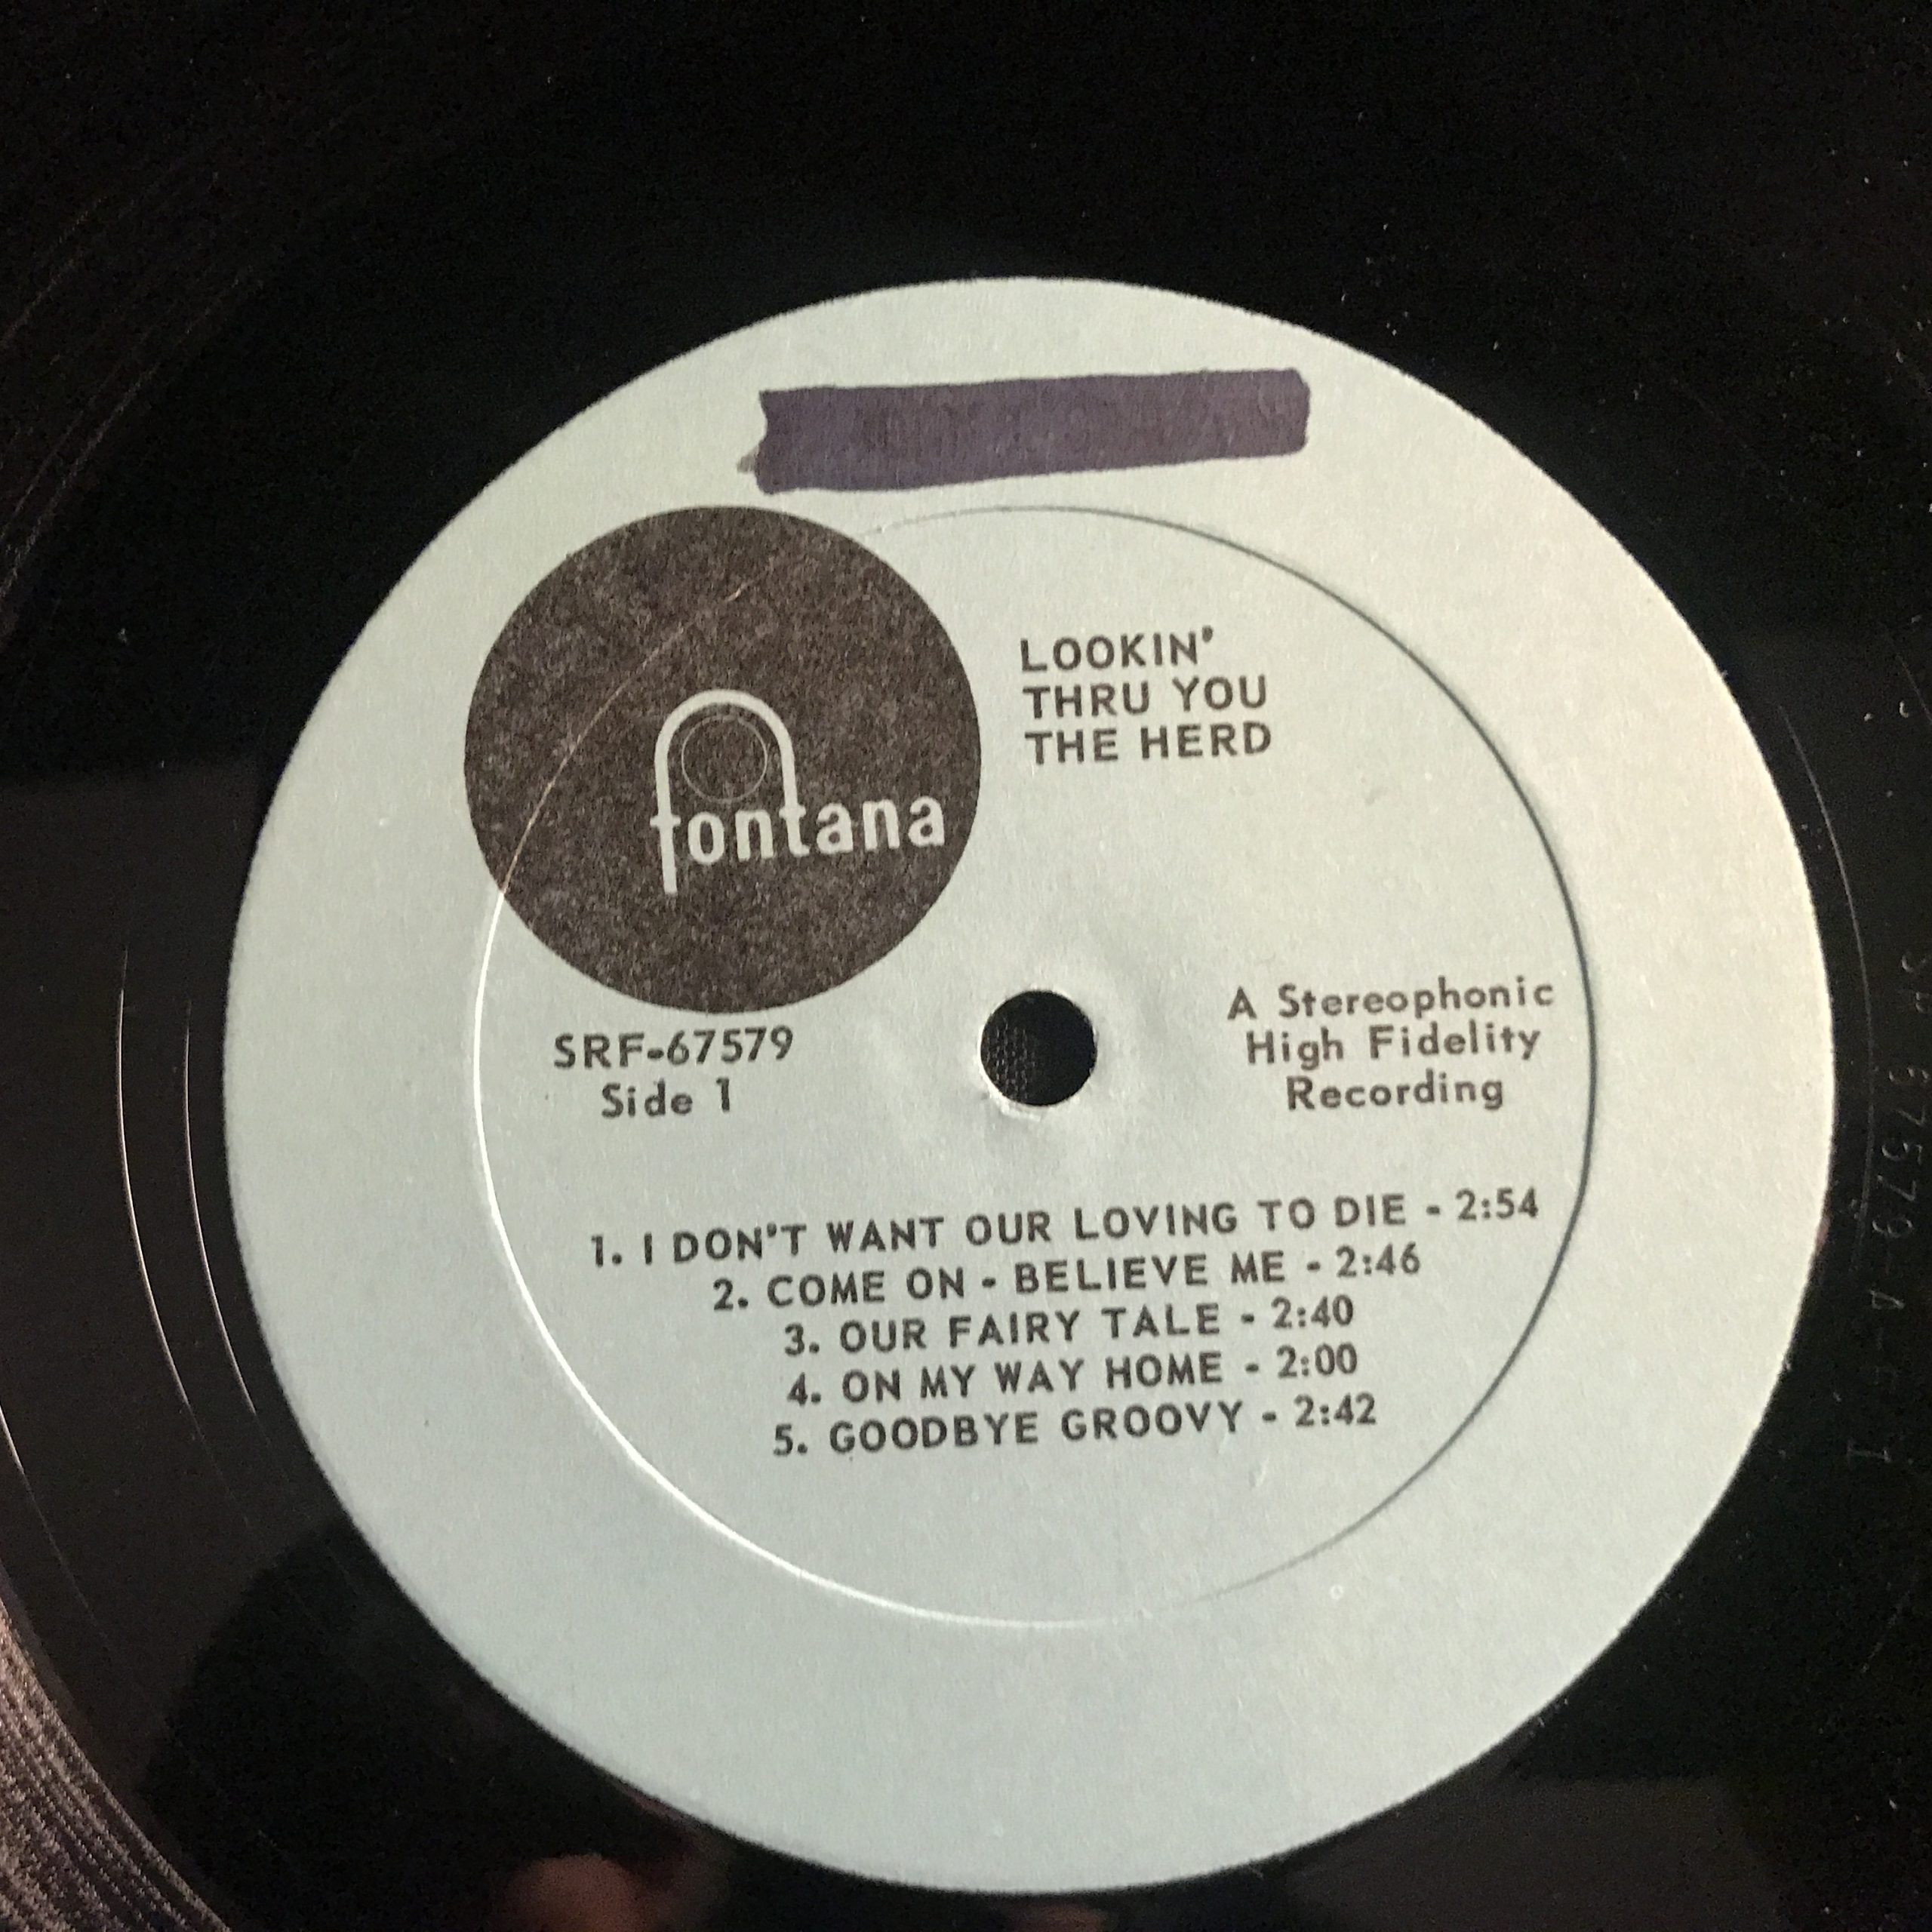 LOOKIN'
THRU YOU
THE HERD
fontana
SRF-67579
Side 1
A Stereophonic
High Fidelity
Recording
1. I DON'T WANT OUR LOVING TO DIE - 2:54
2. COME ON - BELIEVE ME - 2:46
3. OUR FAIRY TALE - 2:40
4. ON MY WAY HOME - 2:00
5. GOODBYE GROOVY - 2:42